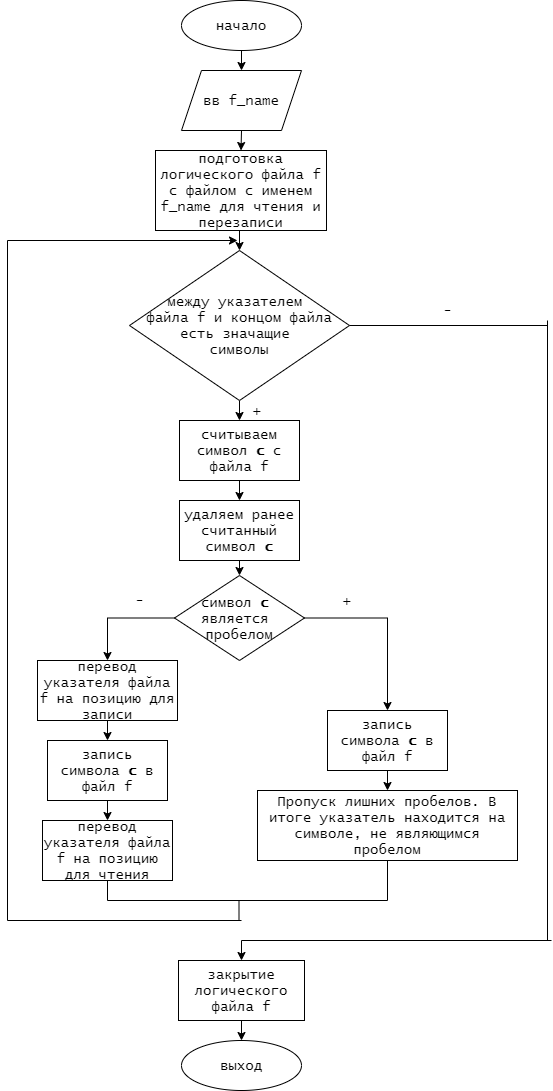 начало
вв f_name
подготовка
логического файла f
с файлом с именем
f_name для чтения и
перезаписи
между указателем
файла f и концом файла
есть значащие
символы
–
+
считываем
символ c с
файла f
удаляем ранее
считанный
символ c
символ c
является
пробелом
–
+
перевод
указателя файла
f на позицию для
записи
запись
символа c в
файл f
перевод
указателя файла
f на позицию
для чтения
запись
символа c в
файл f
Пропуск лишних пробелов. В
итоге указатель находится на
символе, не являющимся
пробелом
закрытие
логического
файла f
выход